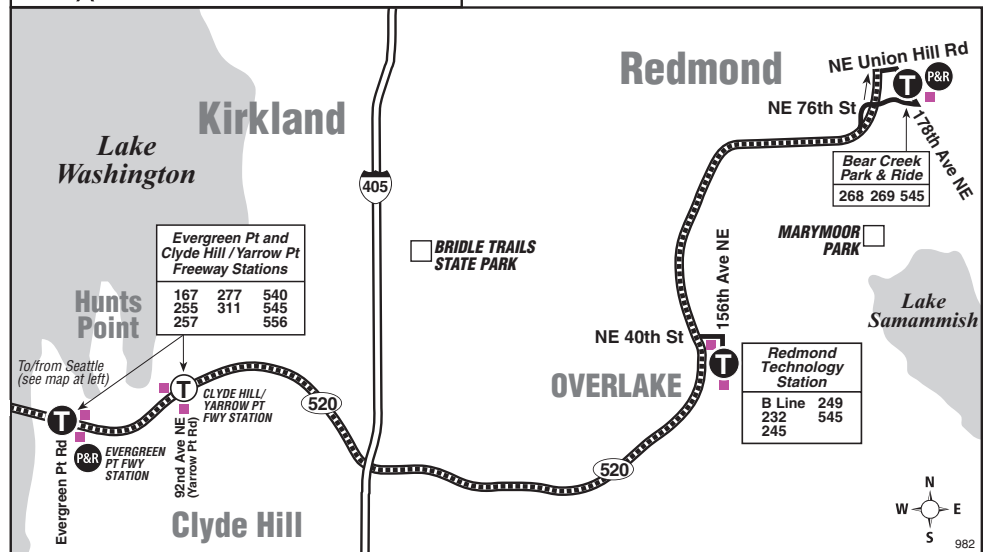 Redmond
NE Union Hill Rd
T
P&R
NE 76th St
178th Ave NE
Bear Creek
Park & Ride
268 269 545
Kirkland
Lake
Washington
405
BRIDLE TRAILS
STATE PARK
MARYMOOR
PARK
Lake
Samammish
Evergreen Pt and
Clyde Hill / Yarrow Pt
Freeway Stations
167 277 540
255 311 545
257 556
Hunts
Point
To/from Seattle
(see map at left)
T
Evergreen Pt Rd
P&R
EVERGREEN
PT FWY
STATION
T
CLYDE HILL/
YARROW PT
FWY STATION
92nd Ave NE
(Yarrow Pt Rd)
520
Clyde Hill
156th Ave NE
NE 40th St
T
OVERLAKE
Redmond
Technology
Station
B Line 249
232 545
245
520
N
W E
S
982